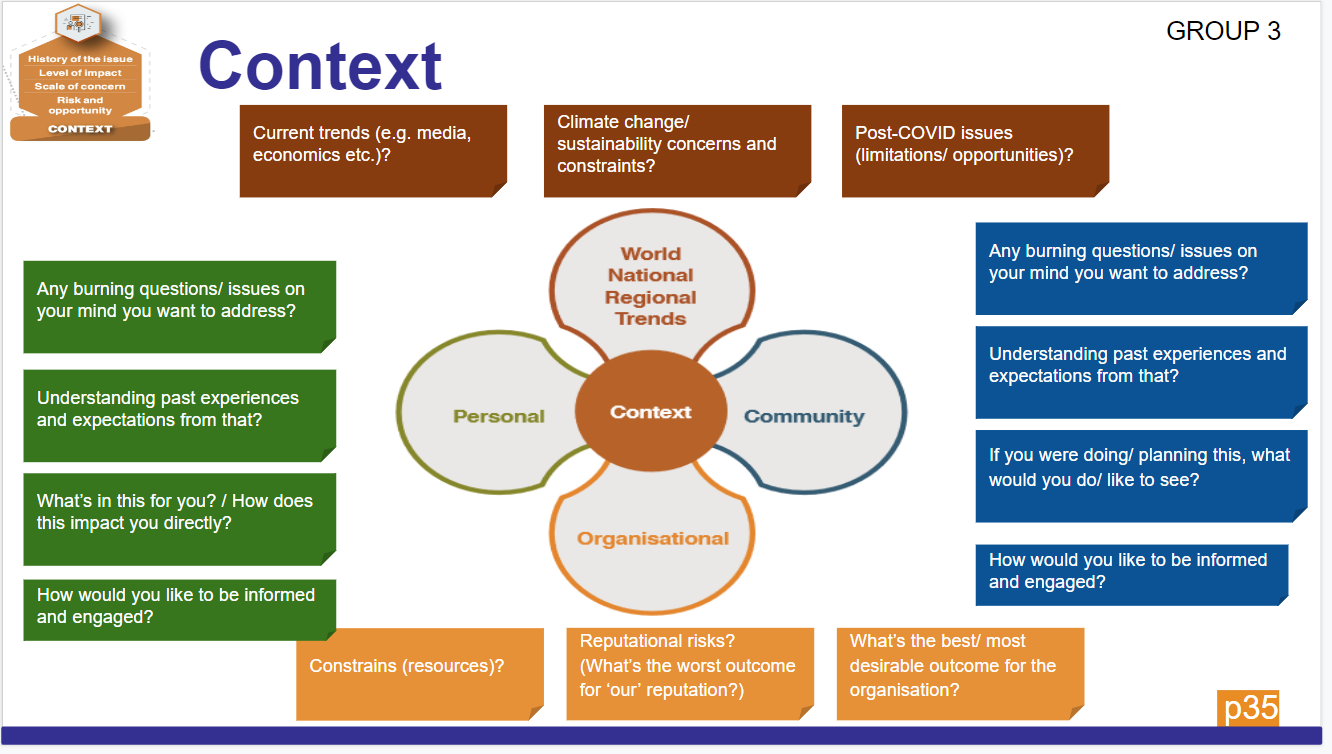 History of the issue
Level of impact
Scale of concern
Risk and
opportunity
CONTEXT
Context
GROUP 3
Current trends (e.g. media,
economics etc.)?
Climate change/
sustainability concerns and
constraints?
Post-COVID issues
(limitations/ opportunities)?
Any burning questions/ issues on
your mind you want to address?
Understanding past experiences
and expectations from that?
What's in this for you? / How does
this impact you directly?
How would you like to be informed
and engaged?
World
National
Regional
Trends
Personal
Context
Community
Organisational
Any burning questions/ issues on
your mind you want to address?
Understanding past experiences and
expectations from that?
If you were doing/ planning this, what
would you do/ like to see?
How would you like to be informed
and engaged?
Constrains (resources)?
Reputational risks?
(What's the worst outcome
for ‘our’ reputation?)
What's the best/ most
desirable outcome for the
organisation?
p35